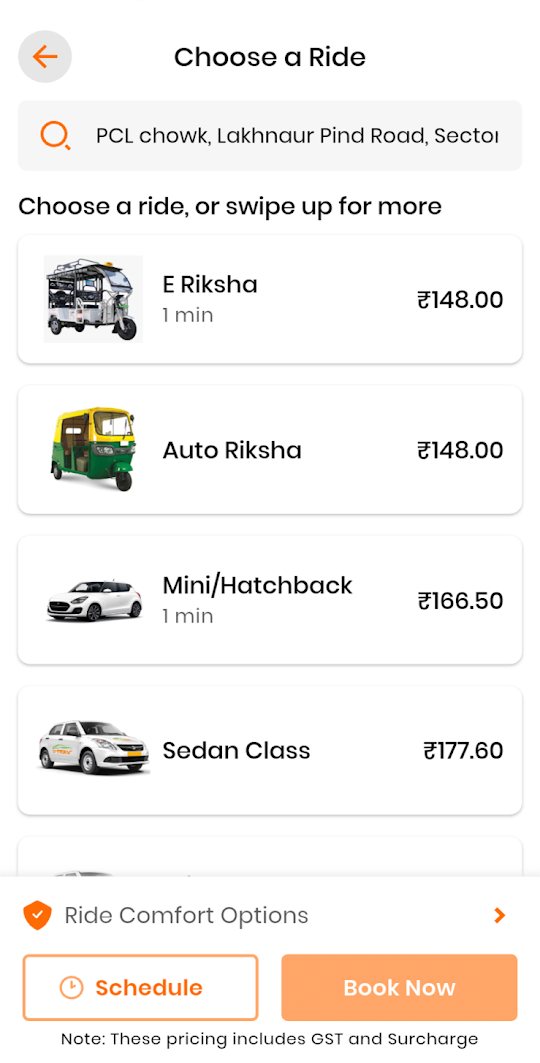 Choose a Ride
PCL chowk, Lakhnaur Pind Road, Sector
Choose a ride, or swipe up for more
E Riksha
1 min
₹148.00
Auto Riksha
₹148.00
Mini/Hatchback
1 min
₹166.50
Sedan Class
₹177.60
Ride Comfort Options
Schedule
Book Now
Note: These pricing includes GST and Surcharge